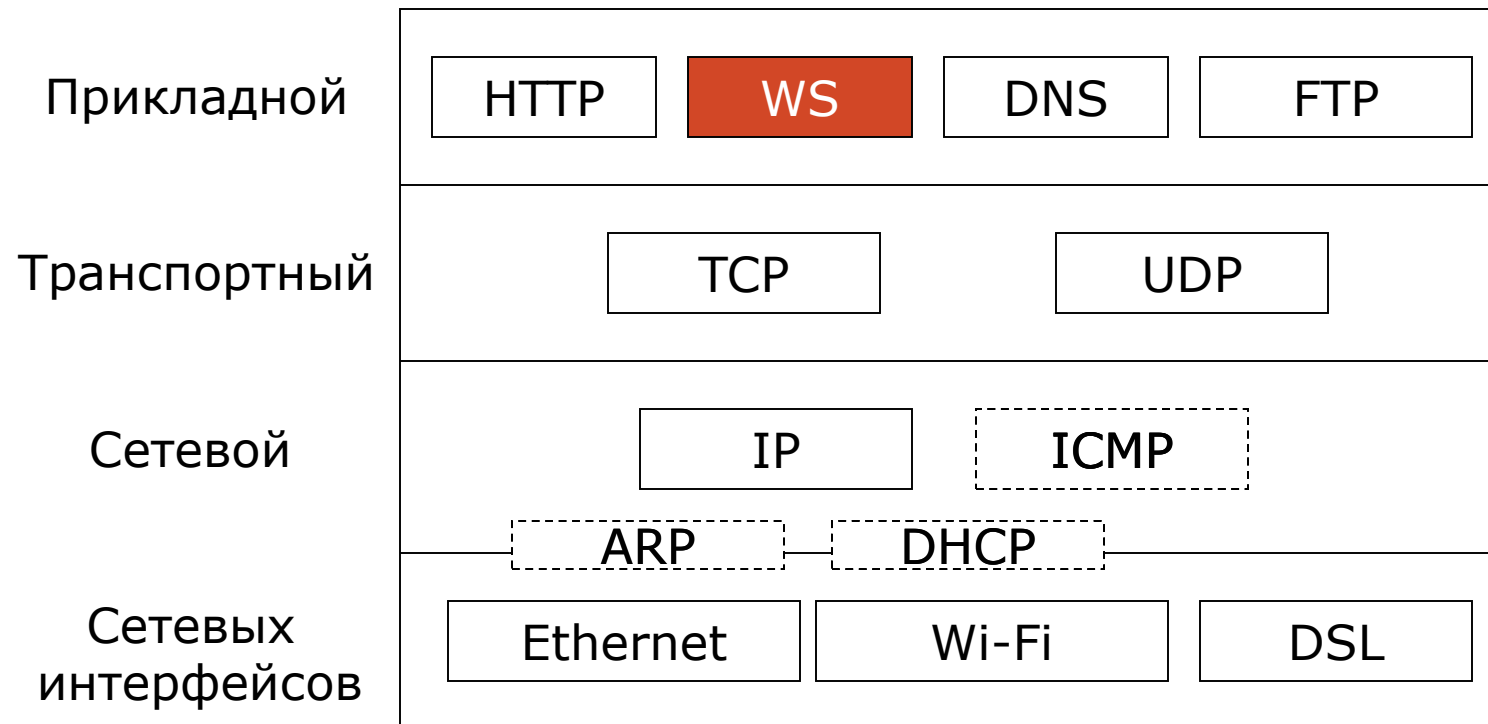 Прикладной
HTTP
WS
DNS
FTP
Транспортный
TCP
UDP
Сетевой
IP
ICMP
ARP
DHCP
Сетевых
интерфейсов
Ethernet
Wi-Fi
DSL